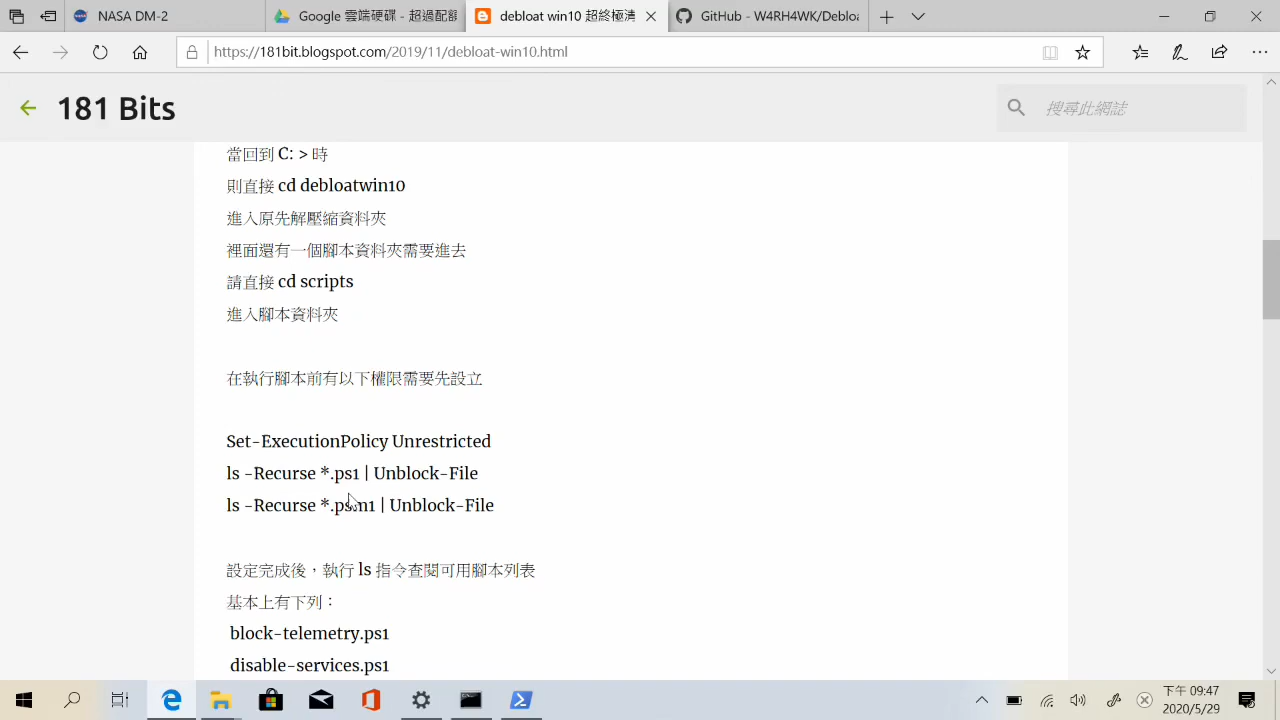 NASA DM-2
Google 雲端硬碟 - 超過配額
debloat win10 超終極清
GitHub - W4RH4WK/Debloa
https://181bit.blogspot.com/2019/11/debloat-win10.html
181 Bits
搜尋此網誌
當回到 C: > 時
則直接 cd debloatwin10
進入原先解壓縮資料夾
裡面還有一個腳本資料夾需要進去
請直接 cd scripts
進入腳本資料夾
在執行腳本前有以下權限需要先設立
Set-ExecutionPolicy Unrestricted
ls -Recurse *.ps1 | Unblock-File
ls -Recurse *.psm1 | Unblock-File
設定完成後，執行 ls 指令查閱可用腳本列表
基本上有下列：
block-telemetry.ps1
disable-services.ps1
09:47
2020/5/29